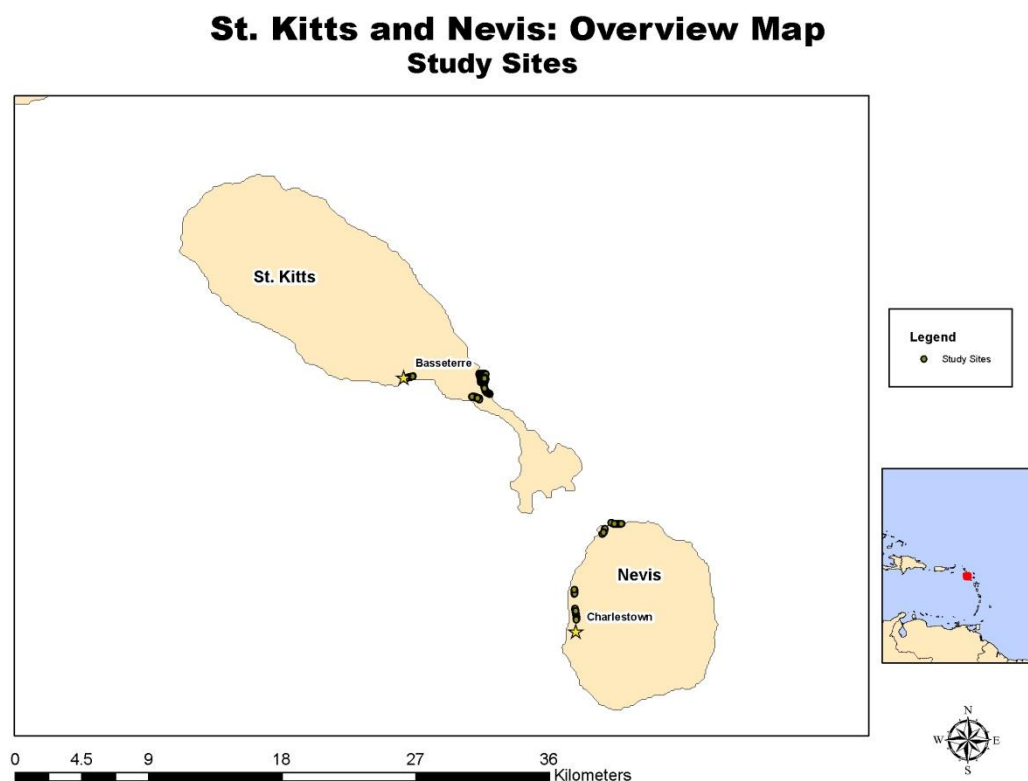 St. Kitts and Nevis: Overview Map
Study Sites
St. Kitts
Basseterre
Legend
Study Sites
Nevis
Charlestown
N
W E
S
0 4.5 9 18 27 36
Kilometers